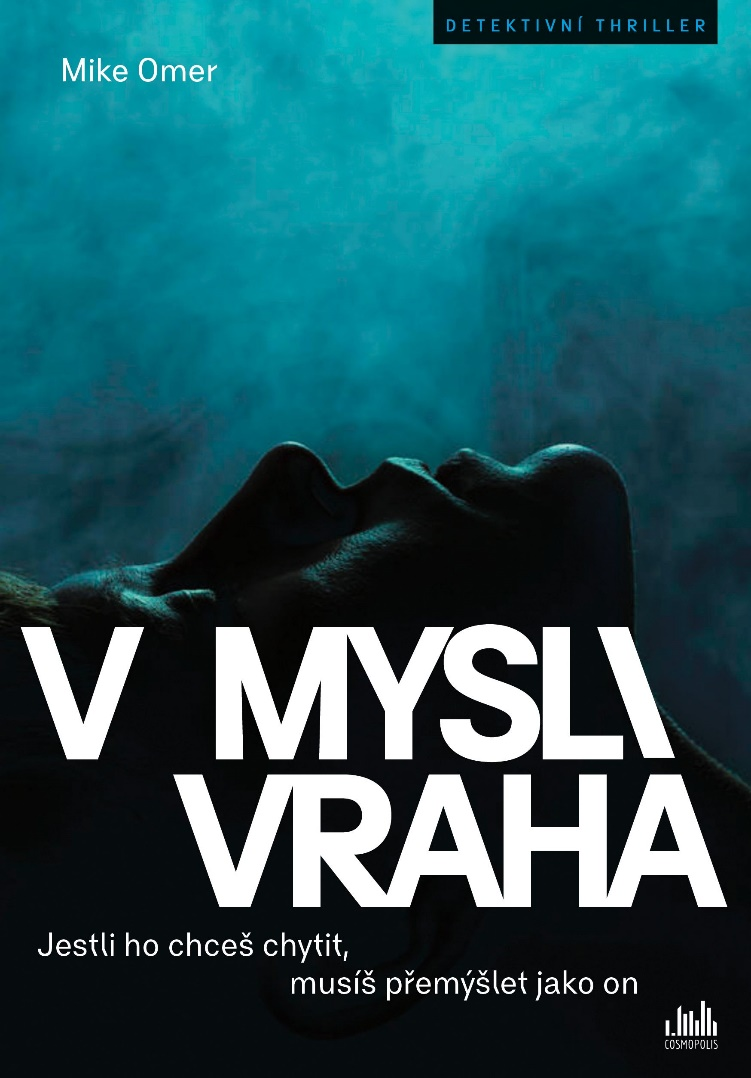 DETEKTIVNÍ THRILLER
Mike Omer
V MYSLI
VRAHA
Jestli ho chceš chytit,
musíš přemýšlet jako on
COSMOPOLIS